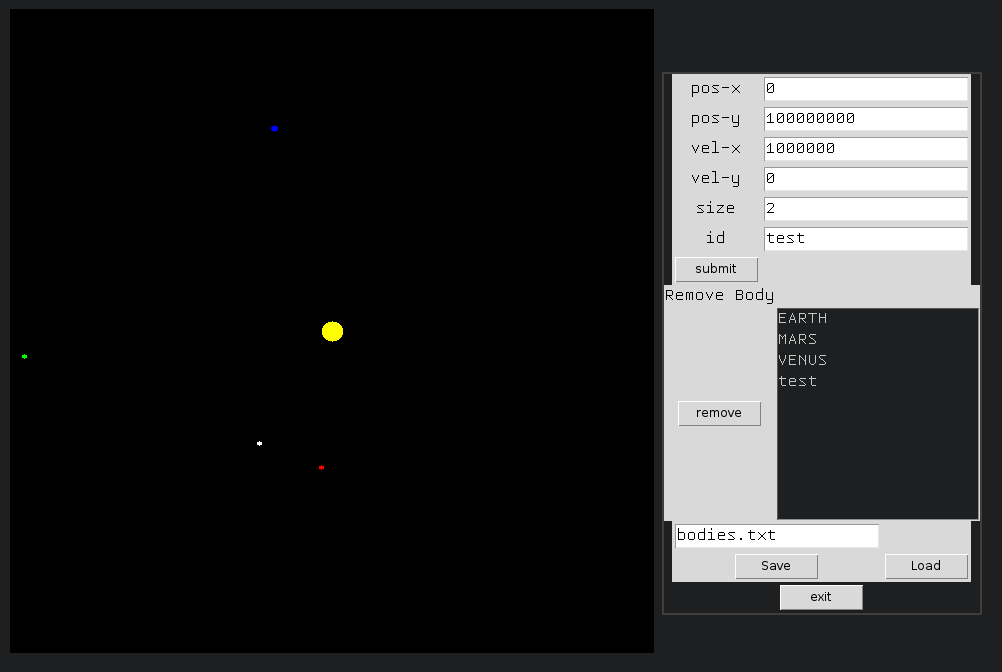 pos-x 0
pos-y 100000000
vel-x 1000000
vel-y 0
size 2
id test
submit
Remove Body
EARTH
MARS
VENUS
test
remove
bodies.txt
Save Load
exit